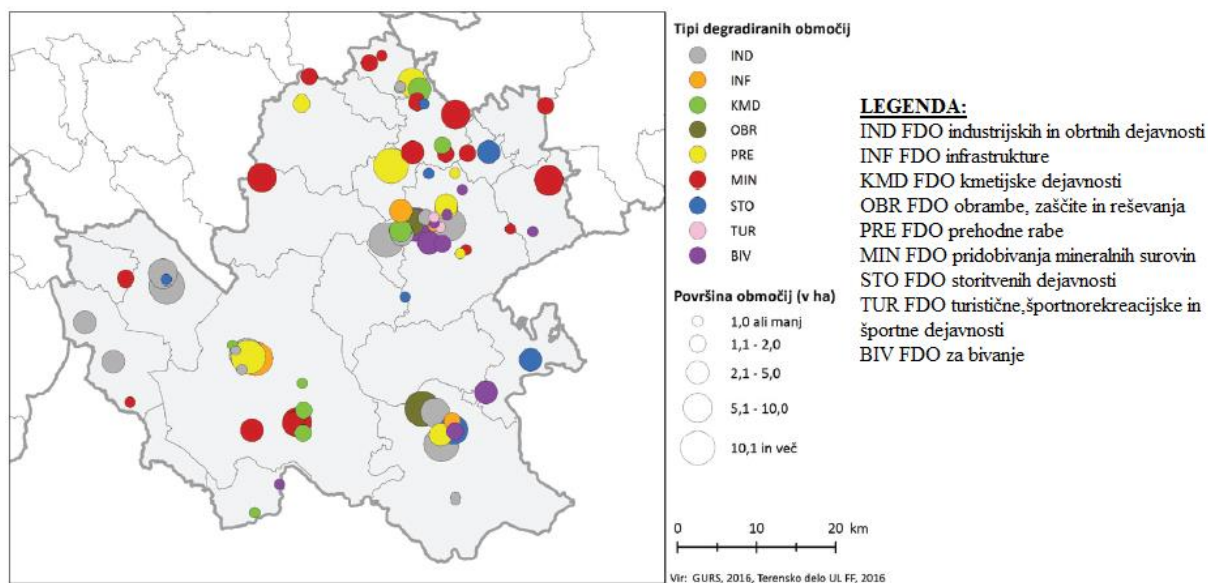 Tipi degradiranih območij
IND
INF
KMD
OBR
PRE
MIN
STO
TUR
BIV
Površina območij (v ha)
1,0 ali manj
1,1 - 2,0
2,1 - 5,0
5,1 - 10,0
10,1 in več
0 10 20 km
Vir: GURS, 2016, Terensko delo UL FF, 2016
LEGENDA:
IND FDO industrijskih in obrtnih dejavnosti
INF FDO infrastrukture
KMD FDO kmetijske dejavnosti
OBR FDO obrambe, zaščite in reševanja
PRE FDO prehodne rabe
MIN FDO pridobivanja mineralnih surovin
STO FDO storitvenih dejavnosti
TUR FDO turistične,športnorekreacijske in
športne dejavnosti
BIV FDO za bivanje